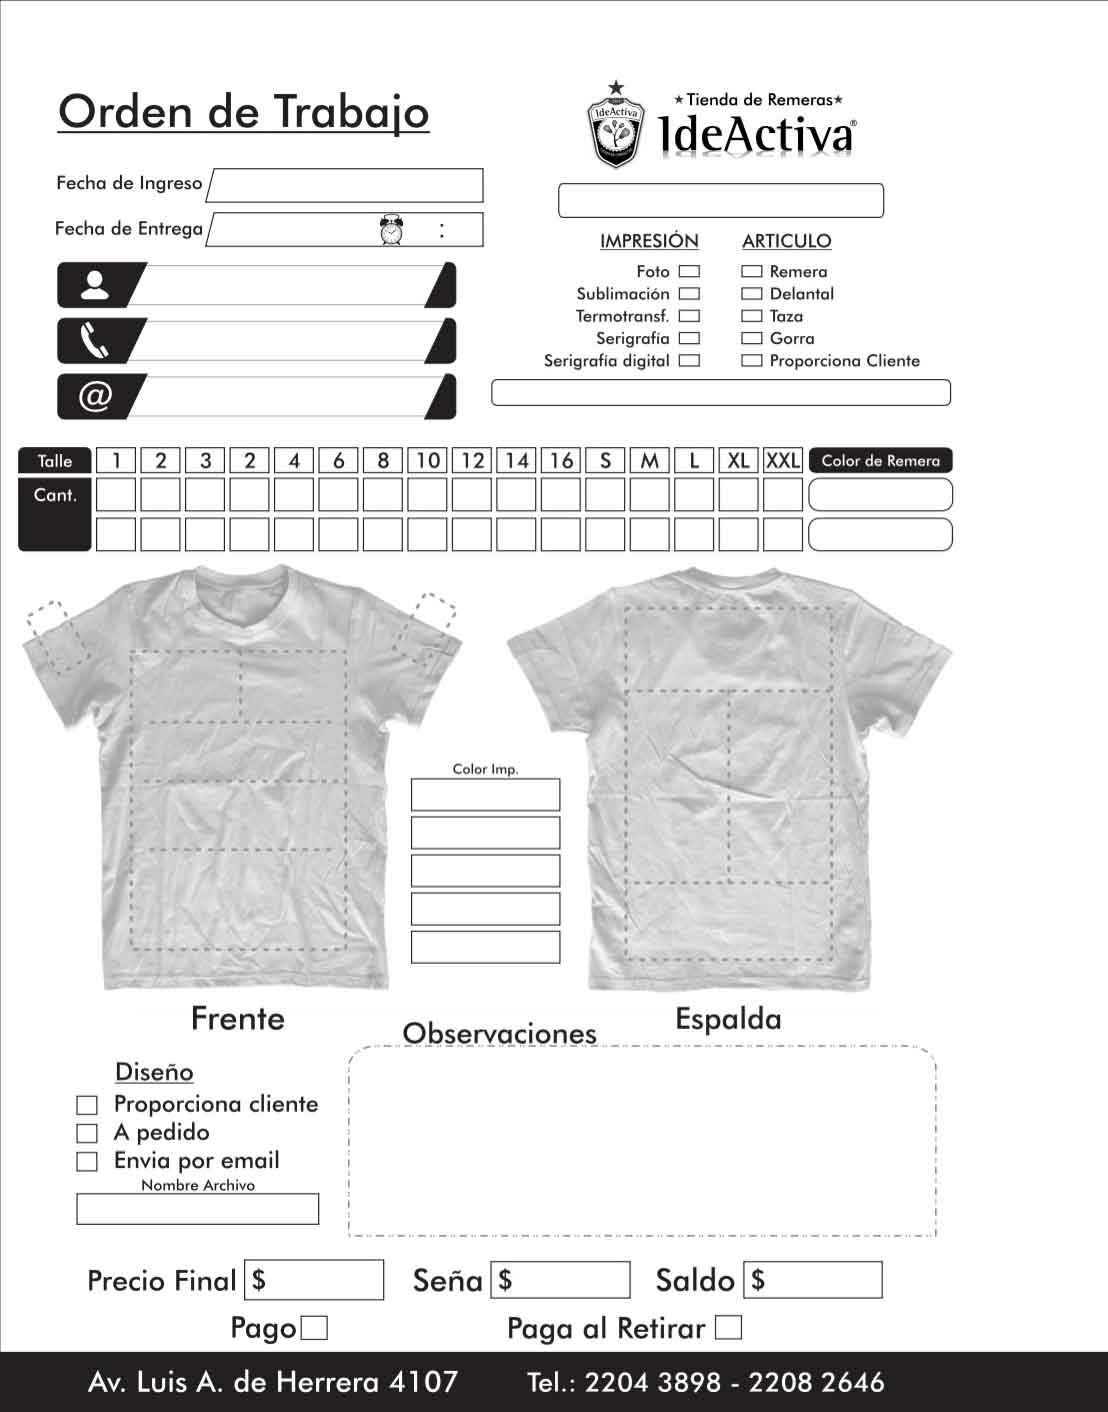 Orden de Trabajo
★Tienda de Remeras★
IdeActiva
IdeActiva®
Fecha de Ingreso
Fecha de Entrega :
IMPRESIÓN ARTICULO
Foto Remera
Sublimación Delantal
Termotransf. Taza
Serigrafía Gorra
Serigrafía digital Proporciona Cliente
@
Talle 1 2 3 2 4 6 8 10 12 14 16 S M L XL XXL Color de Remera
Cant.
Color Imp.
Frente
Espalda
Observaciones
Diseño
Proporciona cliente
A pedido
Envia por email
Nombre Archivo
Precio Final $ Seña $ Saldo $
Pago Paga al Retirar
Av. Luis A. de Herrera 4107 Tel.: 2204 3898 - 2208 2646